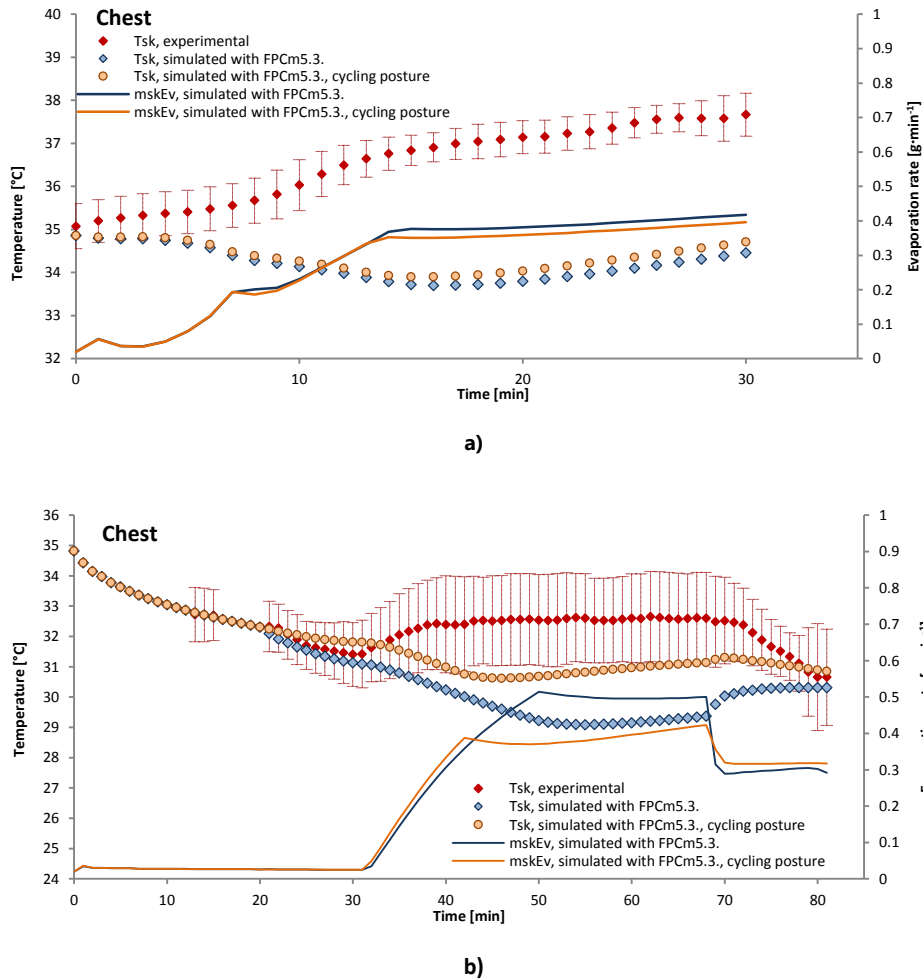 Chest
Tsk, experimental
Tsk, simulated with FPCm5.3.
Tsk, simulated with FPCm5.3., cycling posture
mskEv, simulated with FPCm5.3.
mskEv, simulated with FPCm5.3., cycling posture
40
39
38
37
36
35
34
33
32
Temperature [°C]
1
0.9
0.8
0.7
0.6
0.5
0.4
0.3
0.2
0.1
0
Evaporation rate [g·min⁻¹]
0 10 20 30
Time [min]
a)
Chest
36
35
34
33
32
31
30
29
28
27
26
25
24
Temperature [°C]
1
0.9
0.8
0.7
0.6
0.5
0.4
0.3
0.2
0.1
0
Tsk, experimental
Tsk, simulated with FPCm5.3.
Tsk, simulated with FPCm5.3., cycling posture
mskEv, simulated with FPCm5.3.
mskEv, simulated with FPCm5.3., cycling posture
0 10 20 30 40 50 60 70 80
Time [min]
b)